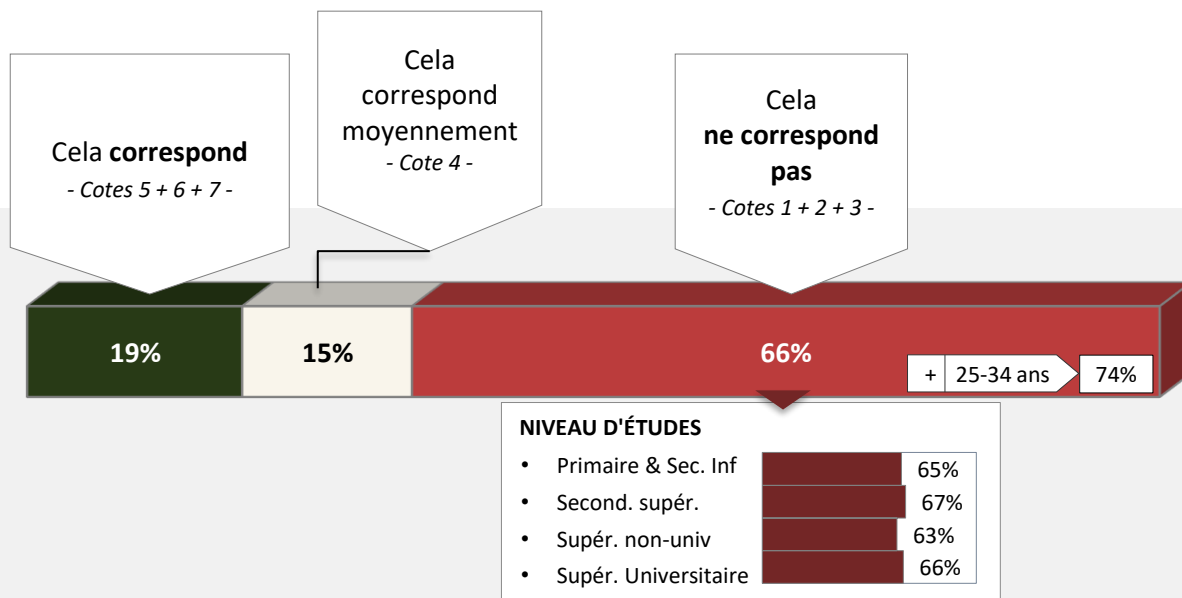 Cela correspond
- Cotes 5 + 6 + 7 -
Cela
correspond
moyennement
- Cote 4 -
Cela
ne correspond
pas
- Cotes 1 + 2 + 3 -
19%
15%
66%
+ 25-34 ans 74%
NIVEAU D'ÉTUDES
• Primaire & Sec. Inf 65%
• Second. supér. 67%
• Supér. non-univ 63%
• Supér. Universitaire 66%